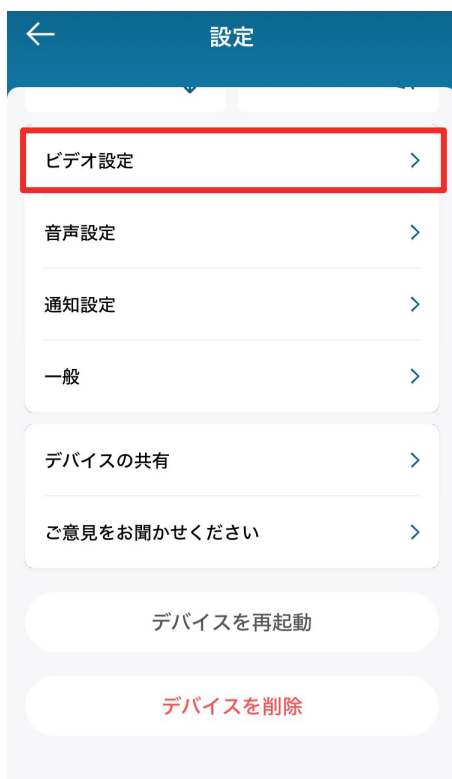 設定
ビデオ設定
音声設定
通知設定
一般
デバイスの共有
ご意見をお聞かせください
デバイスを再起動
デバイスを削除